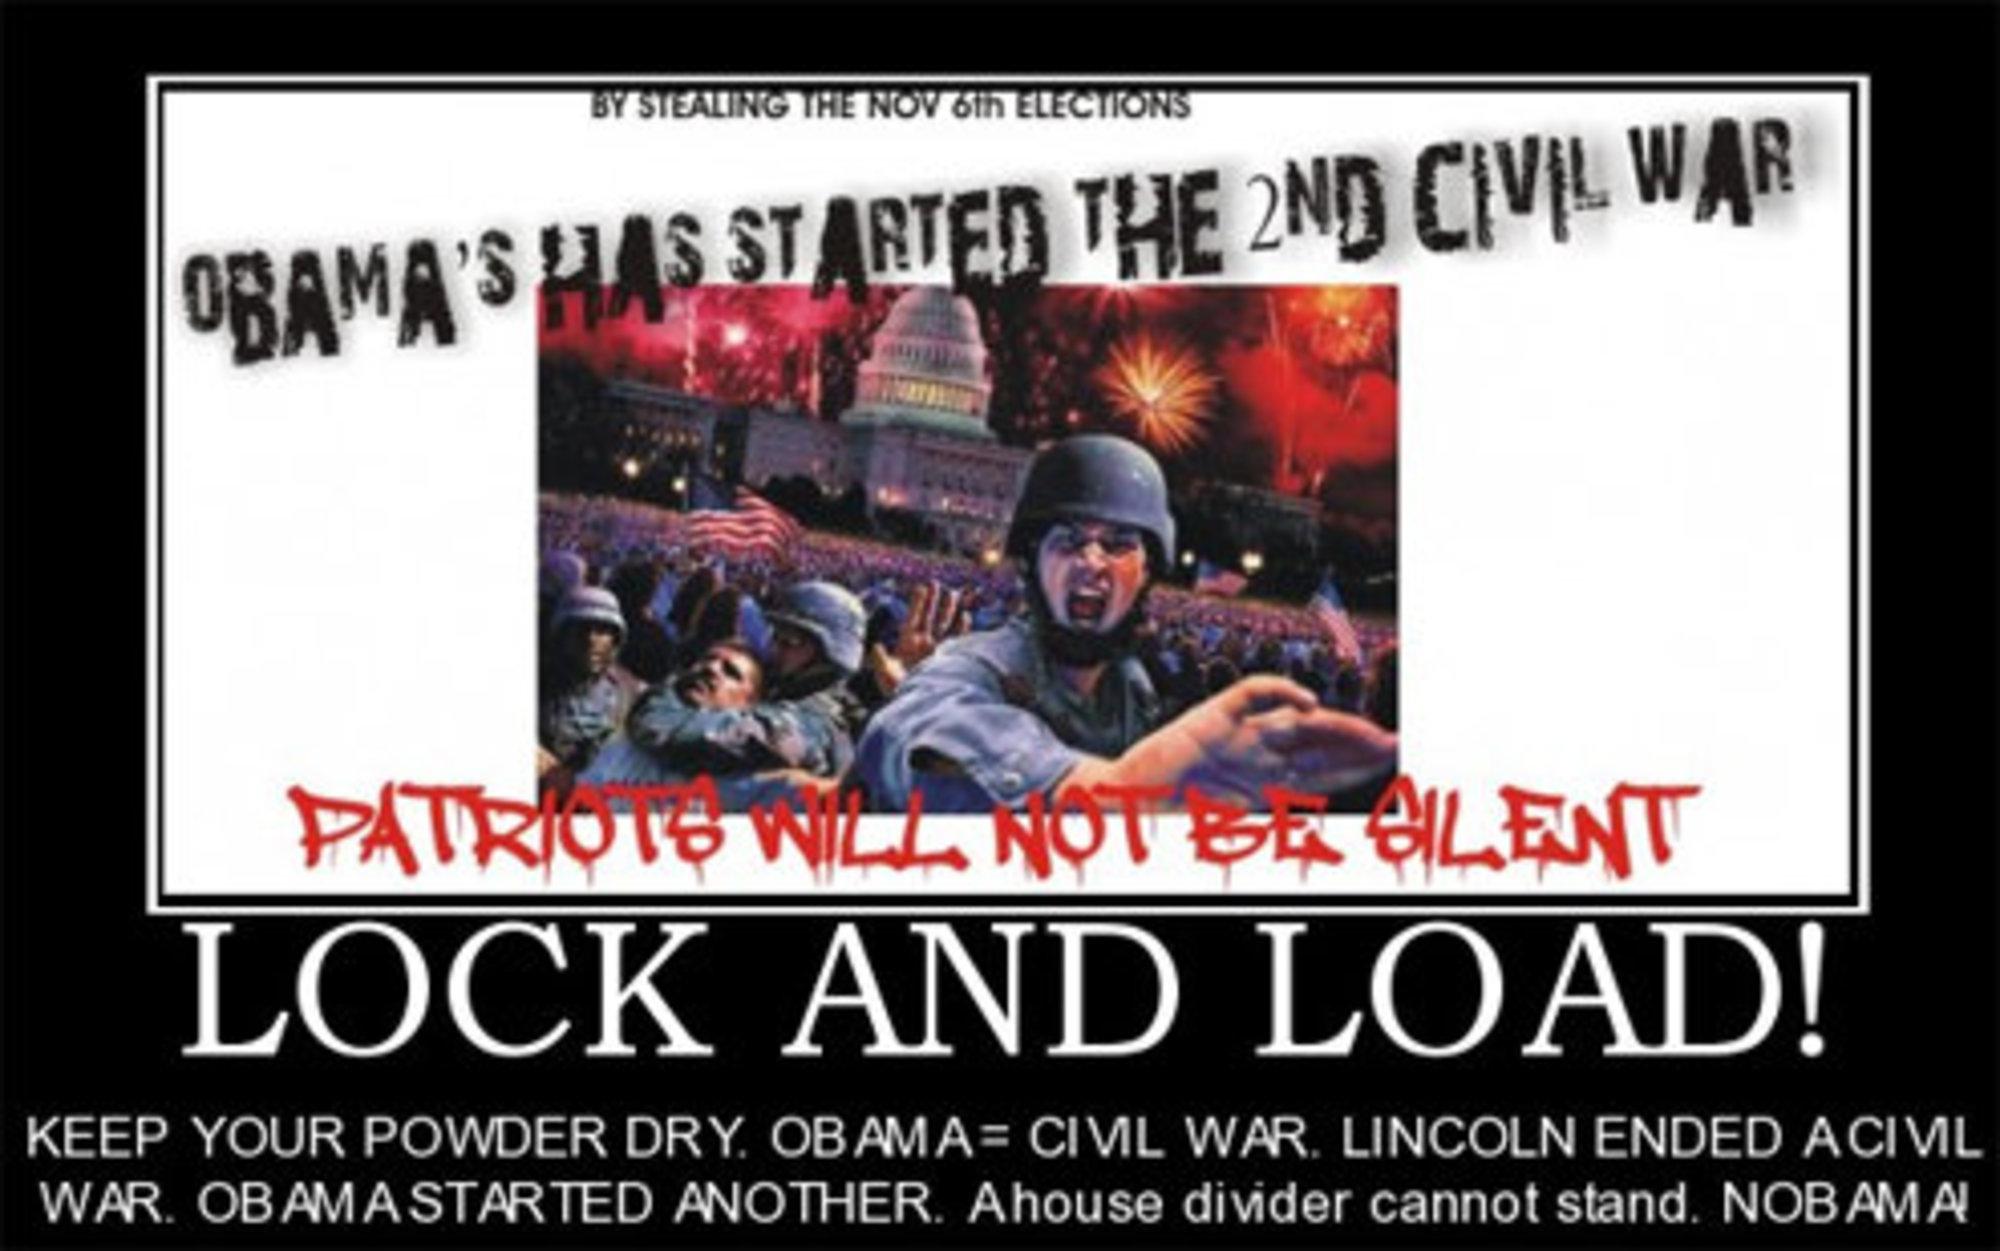 BY STEALING THE NOV 6th ELECTIONS
OBAMA'S HAS STARTED THE 2ND CIVIL WAR
PATRIOTS WILL NOT BE SILENT
LOCK AND LOAD!
KEEP YOUR POWDER DRY. OBAMA= CIVIL WAR. LINCOLN ENDED A CIVIL
WAR. OBAMA STARTED ANOTHER. A house divider cannot stand. NOBAMA!